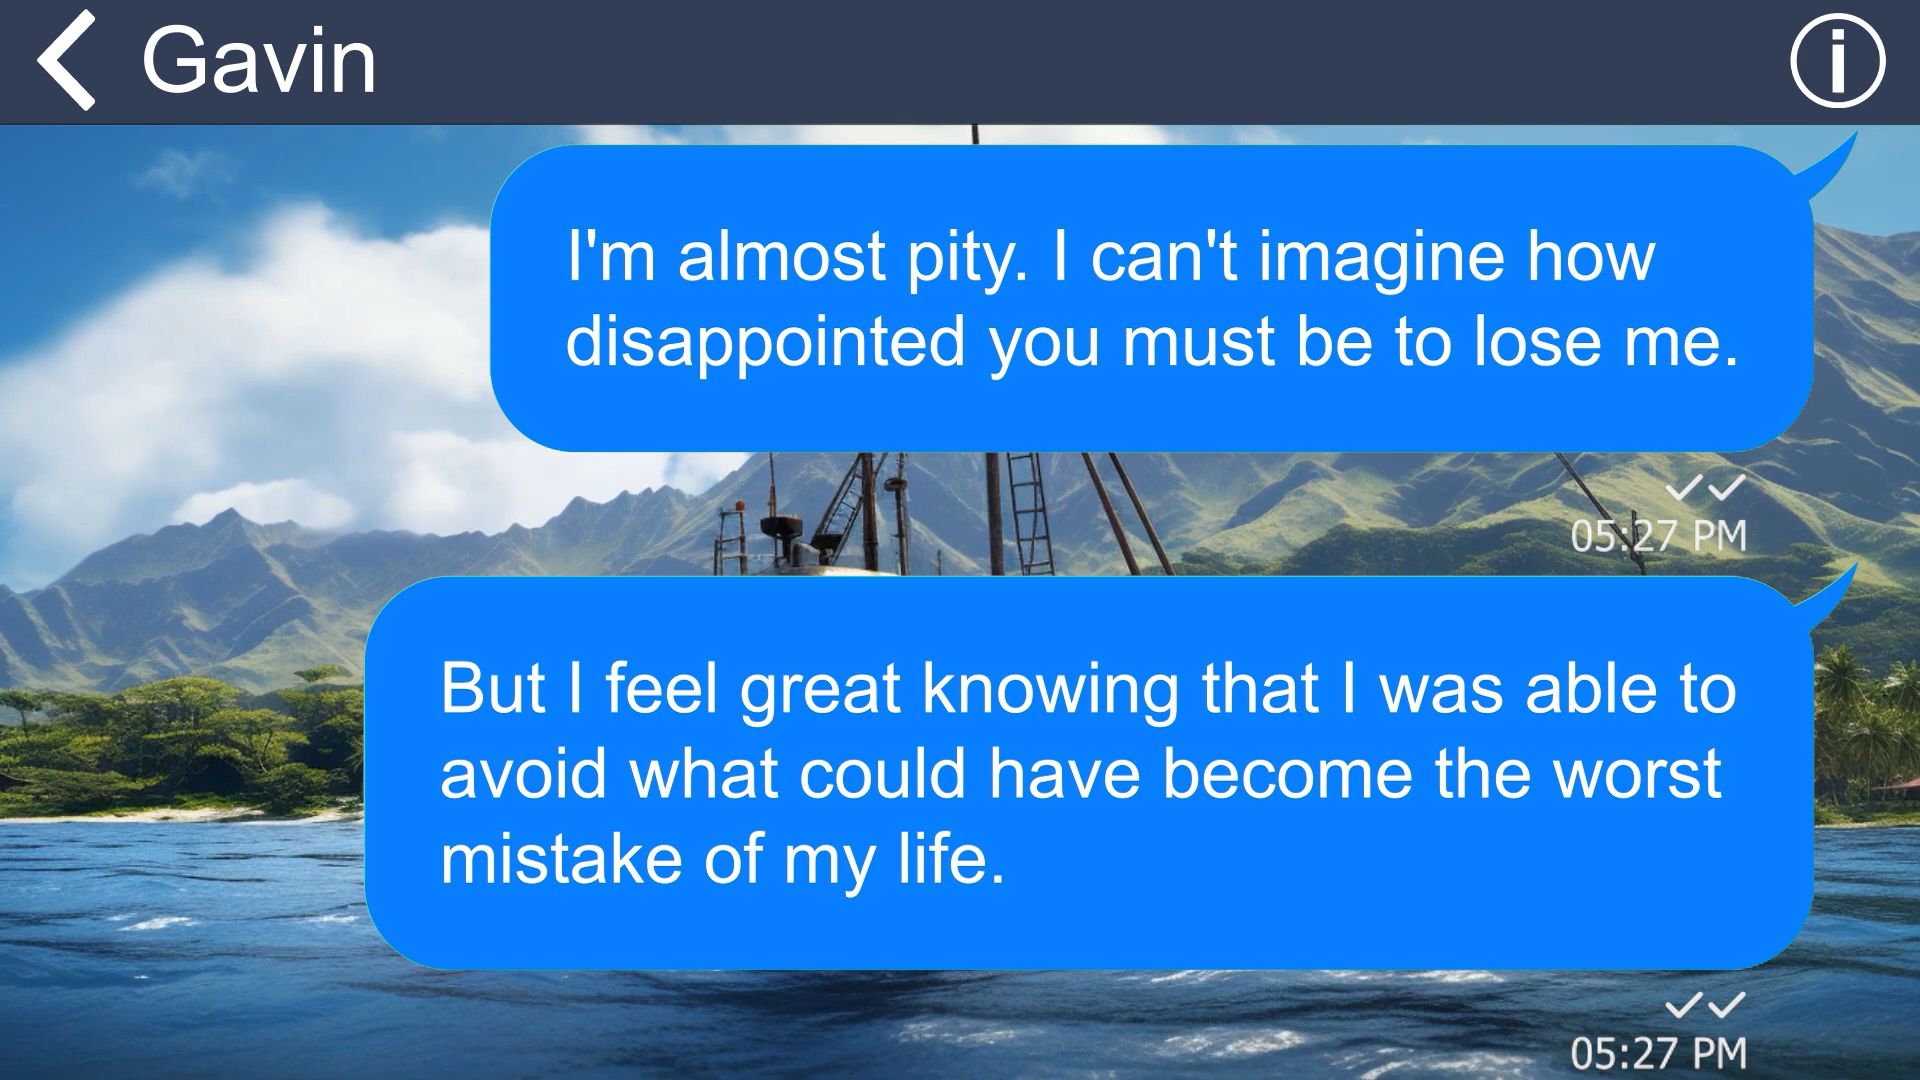 Gavin
I'm almost pity. I can't imagine how
disappointed you must be to lose me.
05:27 PM
But I feel great knowing that I was able to
avoid what could have become the worst
mistake of my life.
05:27 PM